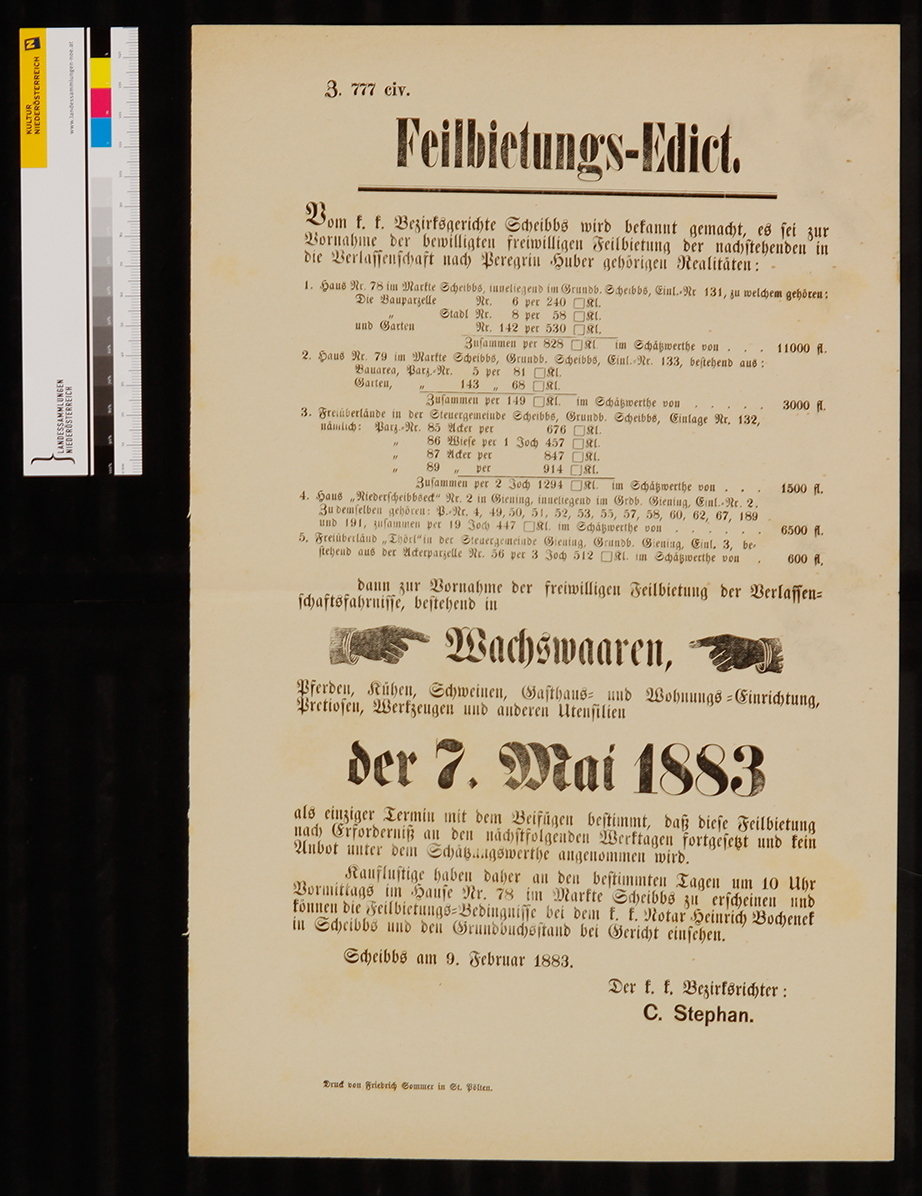 KULTUR
NIEDERÖSTERREICH
N
www.landessammlungen-noe.at
LANDESSAMMLUNGEN
NIEDERÖSTERREICH
Z. 777 civ.
Feilbietungs-Edict.
Vom k. k. Bezirksgerichte Scheibbs wird bekannt gemacht, es sei zur
Vornahme der bewilligten freiwilligen Feilbietung der nachstehenden in
die Verlassenschaft nach Peregrin Huber gehörigen Realitäten:
1. Haus Nr. 78 im Markte Scheibbs, inneliegend im Grundb. Scheibbs, Einl.-Nr 131, zu welchem gehören:
Die Bauparzelle Nr. 6 per 240 □Kl.
„ Stadl Nr. 8 per 58 □Kl.
und Garten Nr. 142 per 530 □Kl.
Zusammen per 828 □Kl. im Schätzwerthe von . . . 11000 fl.
2. Haus Nr. 79 im Markte Scheibbs, Grundb. Scheibbs, Einl.-Nr. 133, bestehend aus:
Bauarea, Parz.-Nr. 5 per 81 □Kl.
Garten, „ 143 „ 68 □Kl.
Zusammen per 149 □Kl. im Schätzwerthe von . . . . . 3000 fl.
3. Freiüberlände in der Steuergemeinde Scheibbs, Grundb. Scheibbs, Einlage Nr. 132,
nämlich: Parz.-Nr. 85 Acker per 676 □Kl.
„ 86 Wiese per 1 Joch 457 □Kl.
„ 87 Acker per 847 □Kl.
„ 89 „ per 914 □Kl.
Zusammen per 2 Joch 1294 □Kl. im Schätzwerthe von . . . 1500 fl.
4. Haus „Niederscheibbseck“ Nr. 2 in Giening, inneliegend im Grdb. Giening, Einl.-Nr. 2.
Zu demselben gehören: P.-Nr. 4, 49, 50, 51, 52, 53, 55, 57, 58, 60, 62, 67, 189
und 191, zusammen per 19 Joch 447 □Kl. im Schätzwerthe von . . . . . . 6500 fl.
5. Freiüberländ „Thörl“ in der Steuergemeinde Giening, Grundb. Giening, Einl. 3, be-
stehend aus der Ackerparzelle Nr. 56 per 3 Joch 512 □Kl. im Schätzwerthe von . 600 fl.
dann zur Vornahme der freiwilligen Feilbietung der Verlassen-
schaftsfahrnisse, bestehend in
Wachswaaren,
Pferden, Kühen, Schweinen, Gasthaus- und Wohnungs-Einrichtung,
Pretiosen, Werkzeugen und anderen Utensilien
der 7. Mai 1883
als einziger Termin mit dem Beifügen bestimmt, daß diese Feilbietung
nach Erforderniß an den nächstfolgenden Werktagen fortgesetzt und kein
Anbot unter dem Schätzungswerthe angenommen wird.
Kauflustige haben daher an den bestimmten Tagen um 10 Uhr
Vormittags im Hause Nr. 78 im Markte Scheibbs zu erscheinen und
können die Feilbietungs-Bedingnisse bei dem k. k. Notar Heinrich Bochenek
in Scheibbs und den Grundbuchsstand bei Gericht einsehen.
Scheibbs am 9. Februar 1883.
Der k. k. Bezirksrichter:
C. Stephan.
Druck von Friedrich Sommer in St. Pölten.